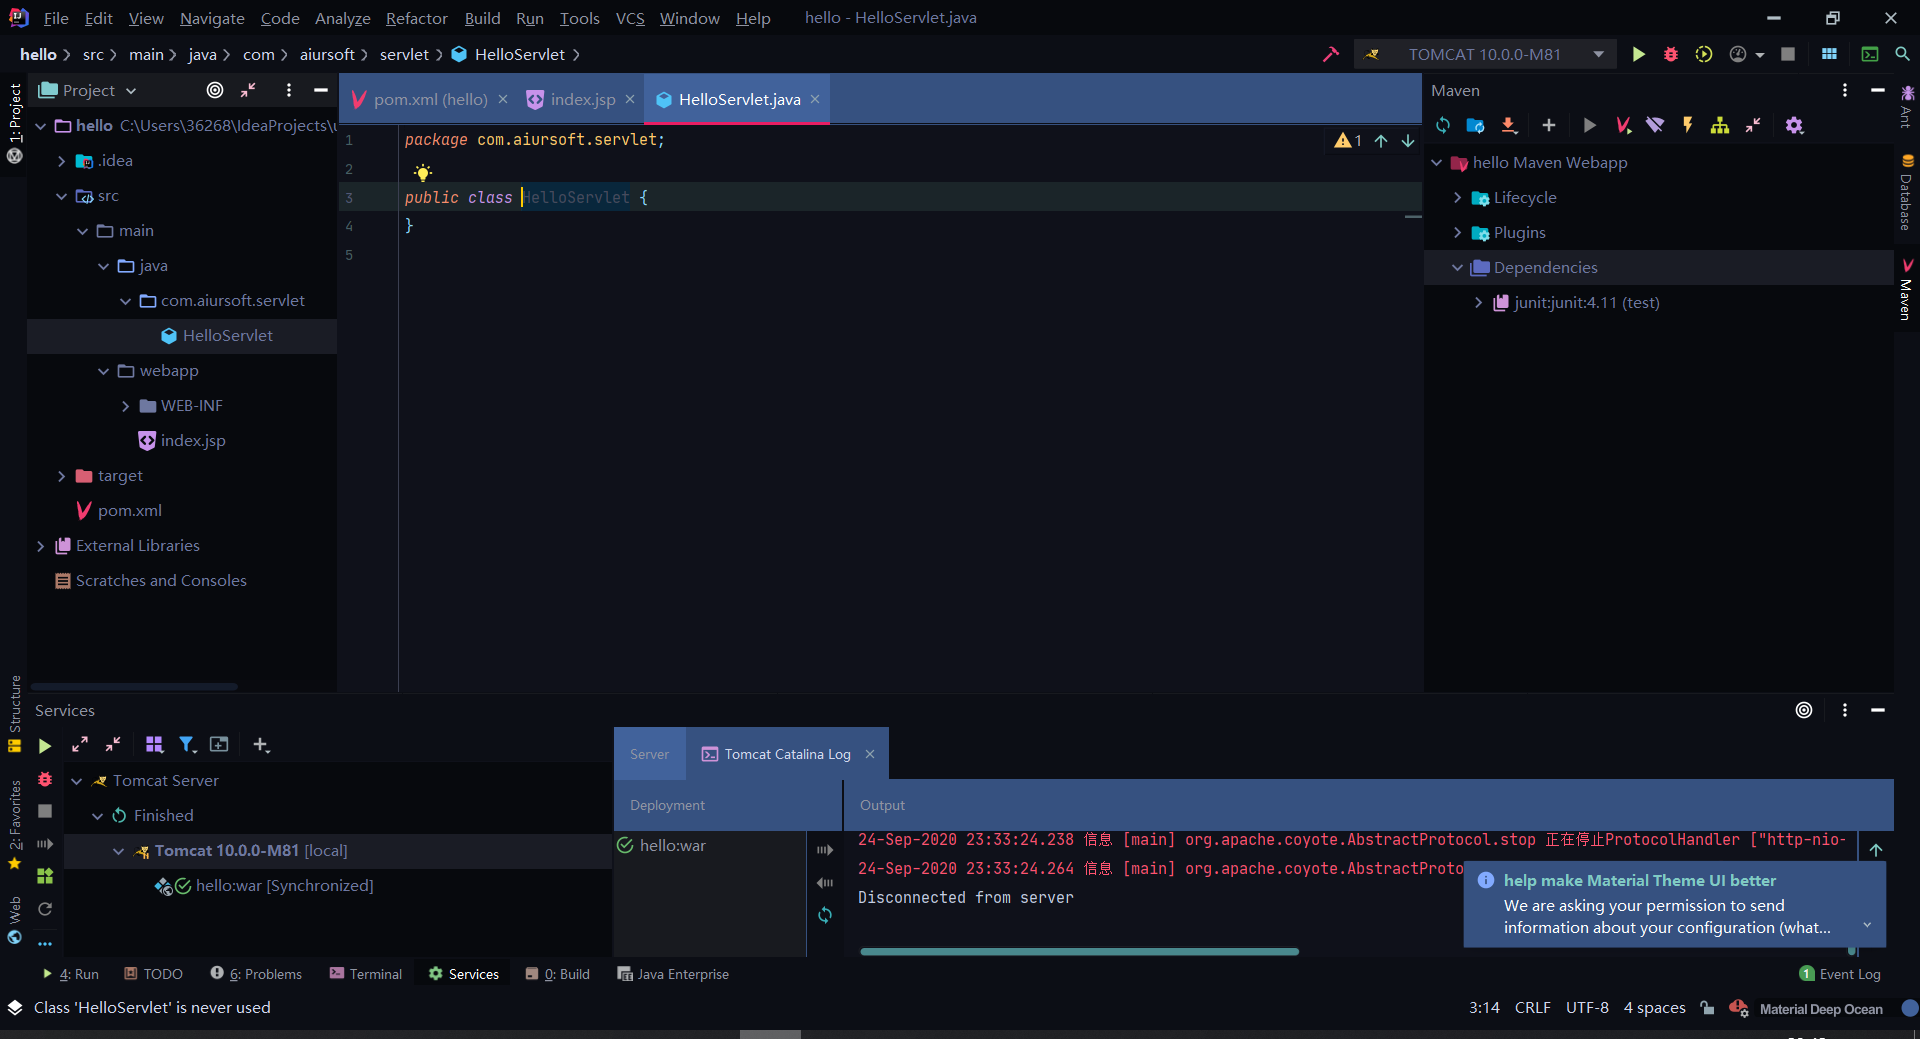 File Edit View Navigate Code Analyze Refactor Build Run Tools VCS Window Help hello - HelloServlet.java
hello src main java com aiursoft servlet HelloServlet TOMCAT 10.0.0-M81
1: Project
Project
hello C:\Users\36268\IdeaProjects\
.idea
src
main
java
com.aiursoft.servlet
HelloServlet
webapp
WEB-INF
index.jsp
target
pom.xml
External Libraries
Scratches and Consoles
pom.xml (hello) index.jsp HelloServlet.java
1 package com.aiursoft.servlet;
2
3 public class HelloServlet {
4 }
5
1
Maven
hello Maven Webapp
Lifecycle
Plugins
Dependencies
junit:junit:4.11 (test)
Ant
Database
Maven
Structure
2: Favorites
Web
Services
Tomcat Server
Finished
Tomcat 10.0.0-M81 [local]
hello:war [Synchronized]
Server Tomcat Catalina Log
Deployment Output
hello:war
24-Sep-2020 23:33:24.238 信息 [main] org.apache.coyote.AbstractProtocol.stop 正在停止ProtocolHandler ["http-nio-
24-Sep-2020 23:33:24.264 信息 [main] org.apache.coyote.AbstractProto
Disconnected from server
help make Material Theme UI better
We are asking your permission to send
information about your configuration (what...
4: Run TODO 6: Problems Terminal Services 0: Build Java Enterprise 1 Event Log
Class 'HelloServlet' is never used 3:14 CRLF UTF-8 4 spaces Material Deep Ocean